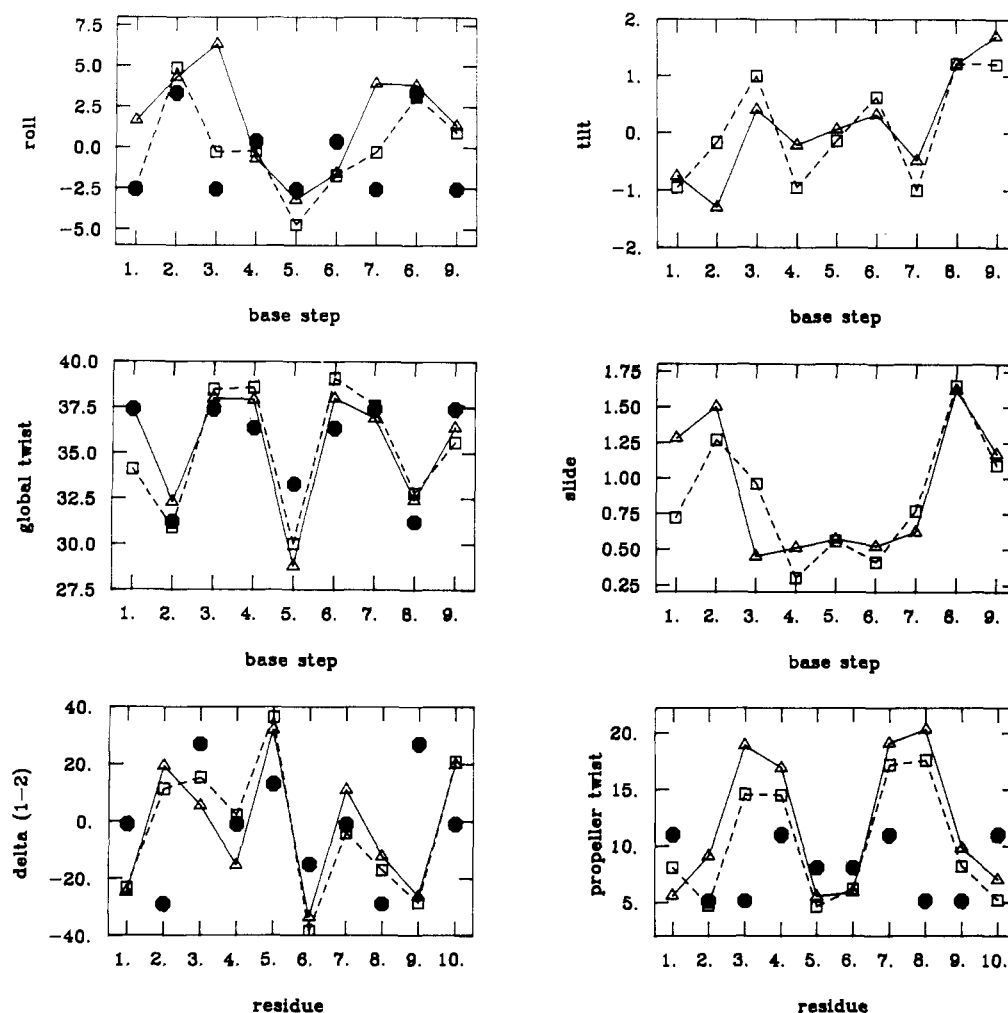 roll
7.5
5.0
2.5
0.0
-2.5
-5.0
1. 2. 3. 4. 5. 6. 7. 8. 9.
base step
tilt
2.
1.
0.
-1.
-2.
1. 2. 3. 4. 5. 6. 7. 8. 9.
base step
global twist
40.0
37.5
35.0
32.5
30.0
27.5
1. 2. 3. 4. 5. 6. 7. 8. 9.
base step
slide
1.75
1.50
1.25
1.00
0.75
0.50
0.25
1. 2. 3. 4. 5. 6. 7. 8. 9.
base step
delta (1-2)
40.
20.
0.
-20.
-40.
1. 2. 3. 4. 5. 6. 7. 8. 9. 10.
residue
propeller twist
20.
15.
10.
5.
1. 2. 3. 4. 5. 6. 7. 8. 9. 10.
residue